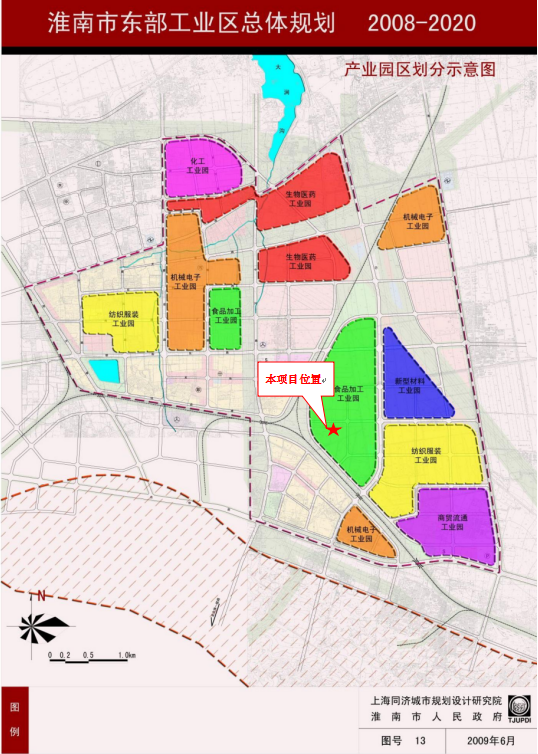 淮南市东部工业区总体规划 2008-2020
产业园区划分示意图
大
涧
沟
化工
工业园
生物医药
工业园
机械电子
工业园
生物医药
工业园
机械电子
工业园
纺织服装
工业园
食品加工
工业园
本项目位置
食品加工
工业园
新型材料
工业园
纺织服装
工业园
商贸流通
工业园
机械电子
工业园
N
0 0.2 0.5 1.0km
图
例
上海同济城市规划设计研究院
淮南市人民政府
TJUPDI
图号 13
2009年6月